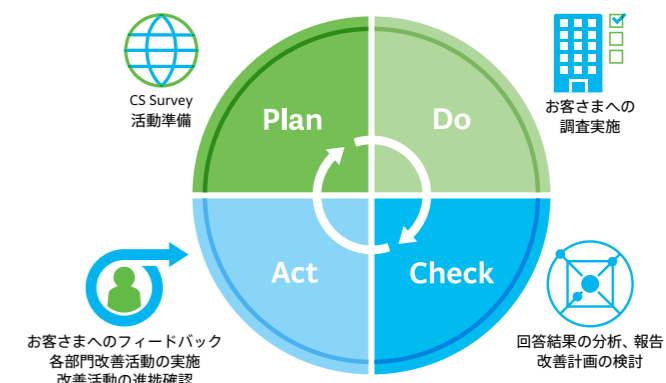 CS Survey
活動準備
Plan
Do
お客さまへの
調査実施
Act
Check
お客さまへのフィードバック
各部門改善活動の実施
改善活動の進捗確認
回答結果の分析、報告
改善計画の検討